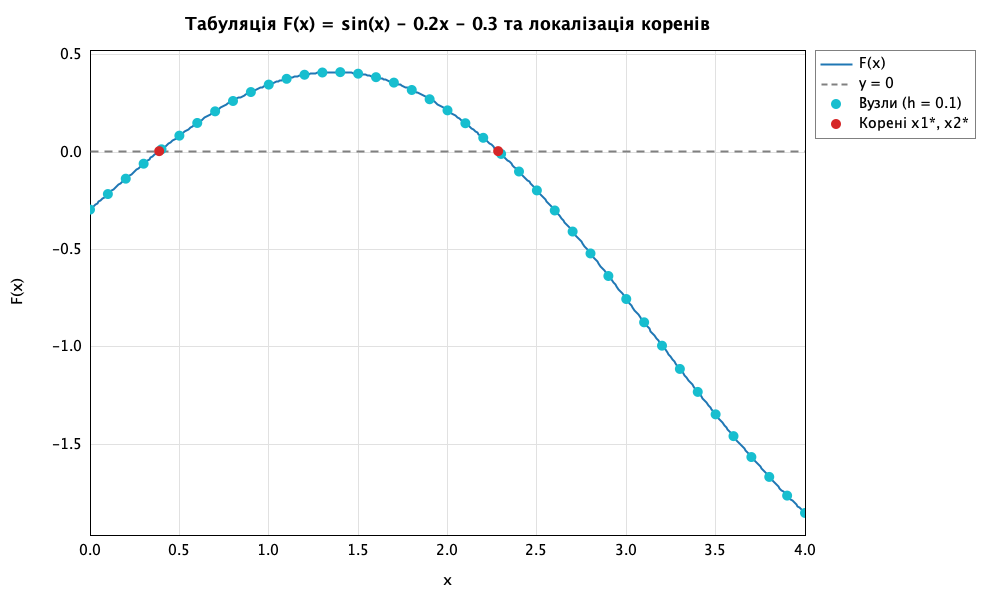 Табуляція F(x) = sin(x) − 0.2x − 0.3 та локалізація коренів
F(x)
y = 0
Вузли (h = 0.1)
Корені x1*, x2*
0.5
0.0
−0.5
−1.0
−1.5
F(x)
0.0 0.5 1.0 1.5 2.0 2.5 3.0 3.5 4.0
x